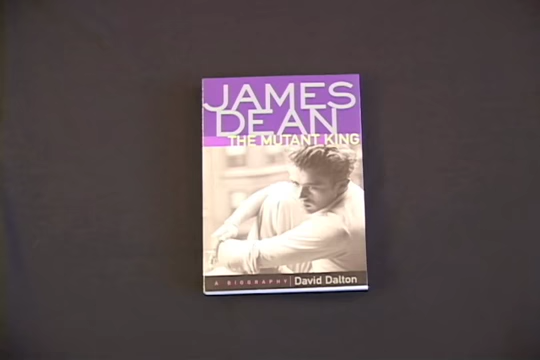 JAMES
DEAN
THE MUTANT KING
A BIOGRAPHY
David Dalton